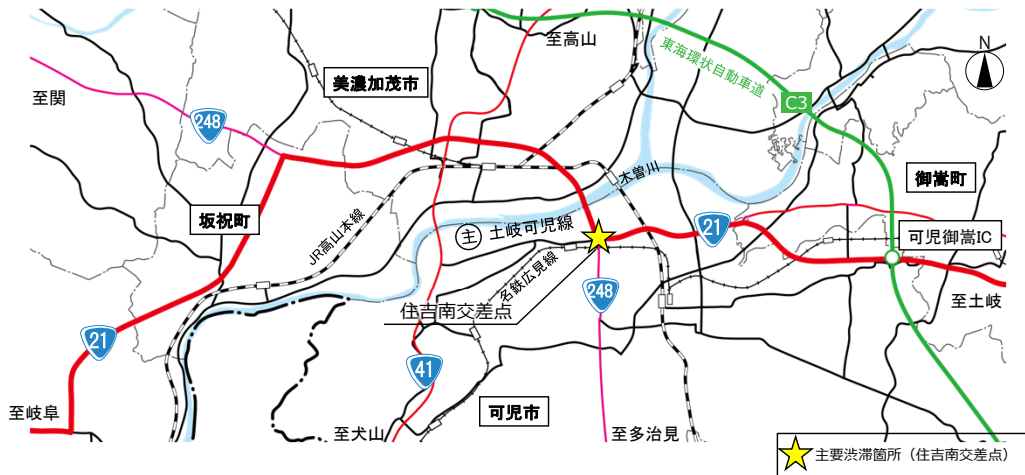 至高山
東海環状自動車道
N
美濃加茂市
C3
至関
248
木曽川
御嵩町
坂祝町
JR高山本線
主 土岐可児線
21
可児御嵩IC
名鉄広見線
248
至土岐
住吉南交差点
21
41
至岐阜
可児市
至犬山
至多治見
主要渋滞箇所（住吉南交差点）